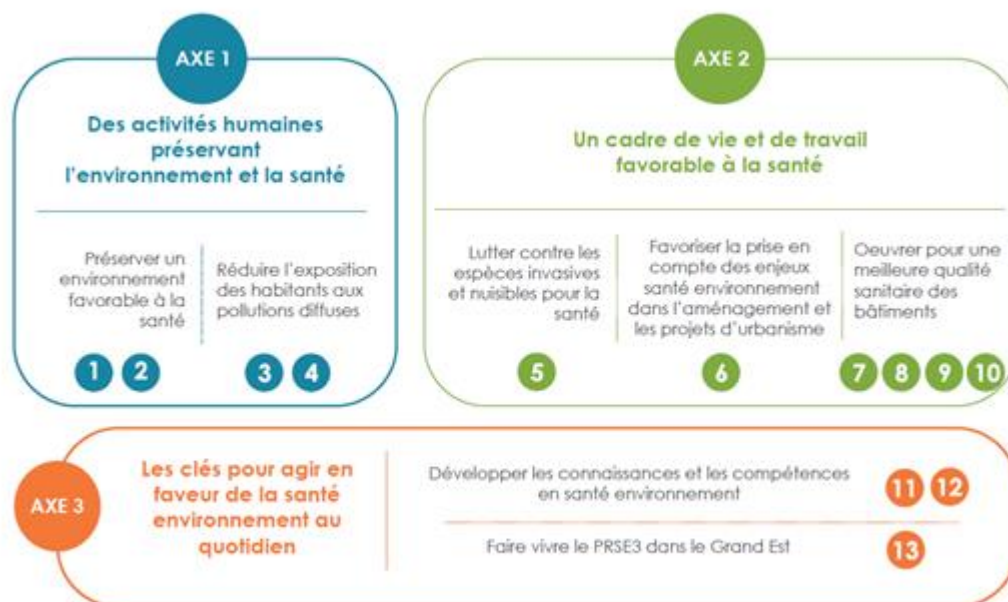 AXE 1
Des activités humaines
préservant
l'environnement et la santé
Préserver un
environnement
favorable à la
santé
1 2
Réduire l'exposition
des habitants aux
pollutions diffuses
3 4
AXE 2
Un cadre de vie et de travail
favorable à la santé
Lutter contre les
espèces invasives
et nuisibles pour la
santé
5
Favoriser la prise en
compte des enjeux
santé environnement
dans l'aménagement et
les projets d'urbanisme
6
Oeuvrer pour une
meilleure qualité
sanitaire des
bâtiments
7 8 9 10
AXE 3
Les clés pour agir en
faveur de la santé
environnement au
quotidien
Développer les connaissances et les compétences
en santé environnement
11 12
Faire vivre le PRSE3 dans le Grand Est
13